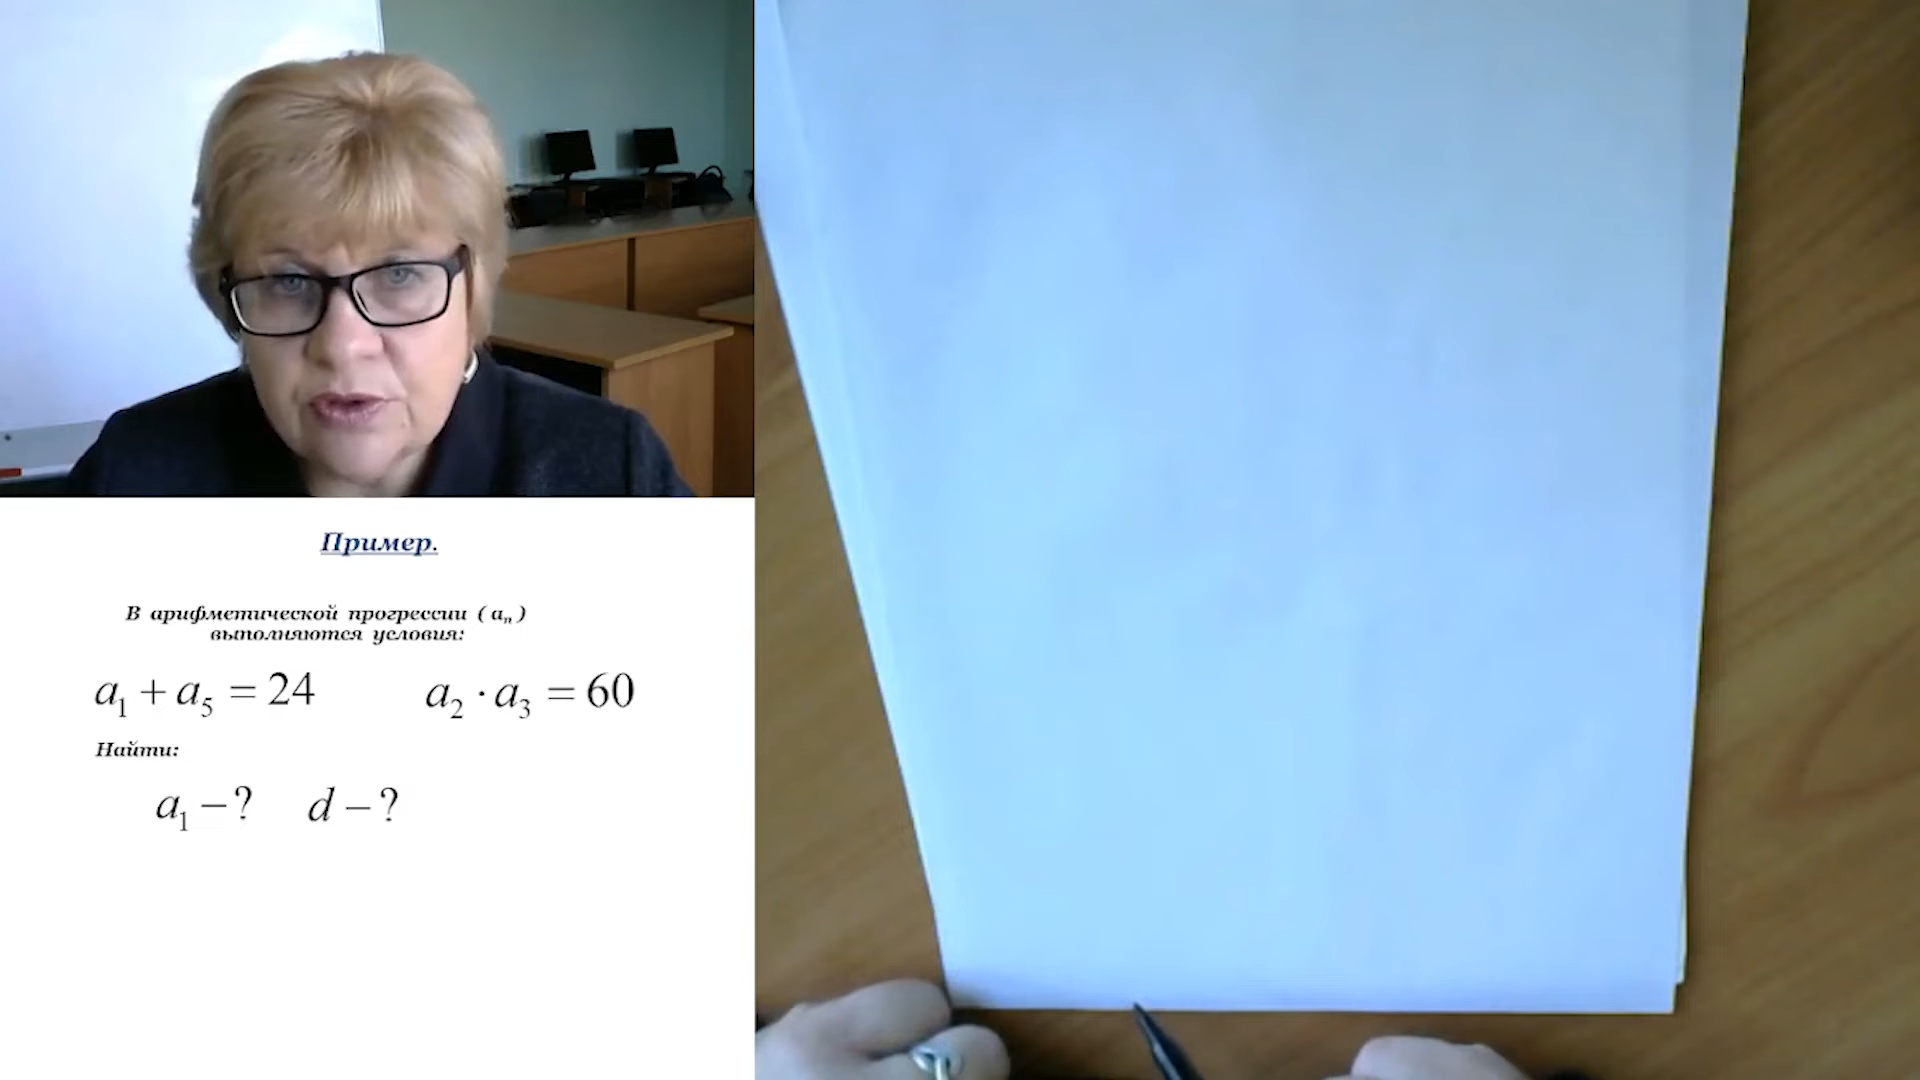 Пример.
В арифметической прогрессии (aₙ)
выполняются условия:
a₁ + a₅ = 24 a₂ · a₃ = 60
Найти:
a₁ – ? d – ?